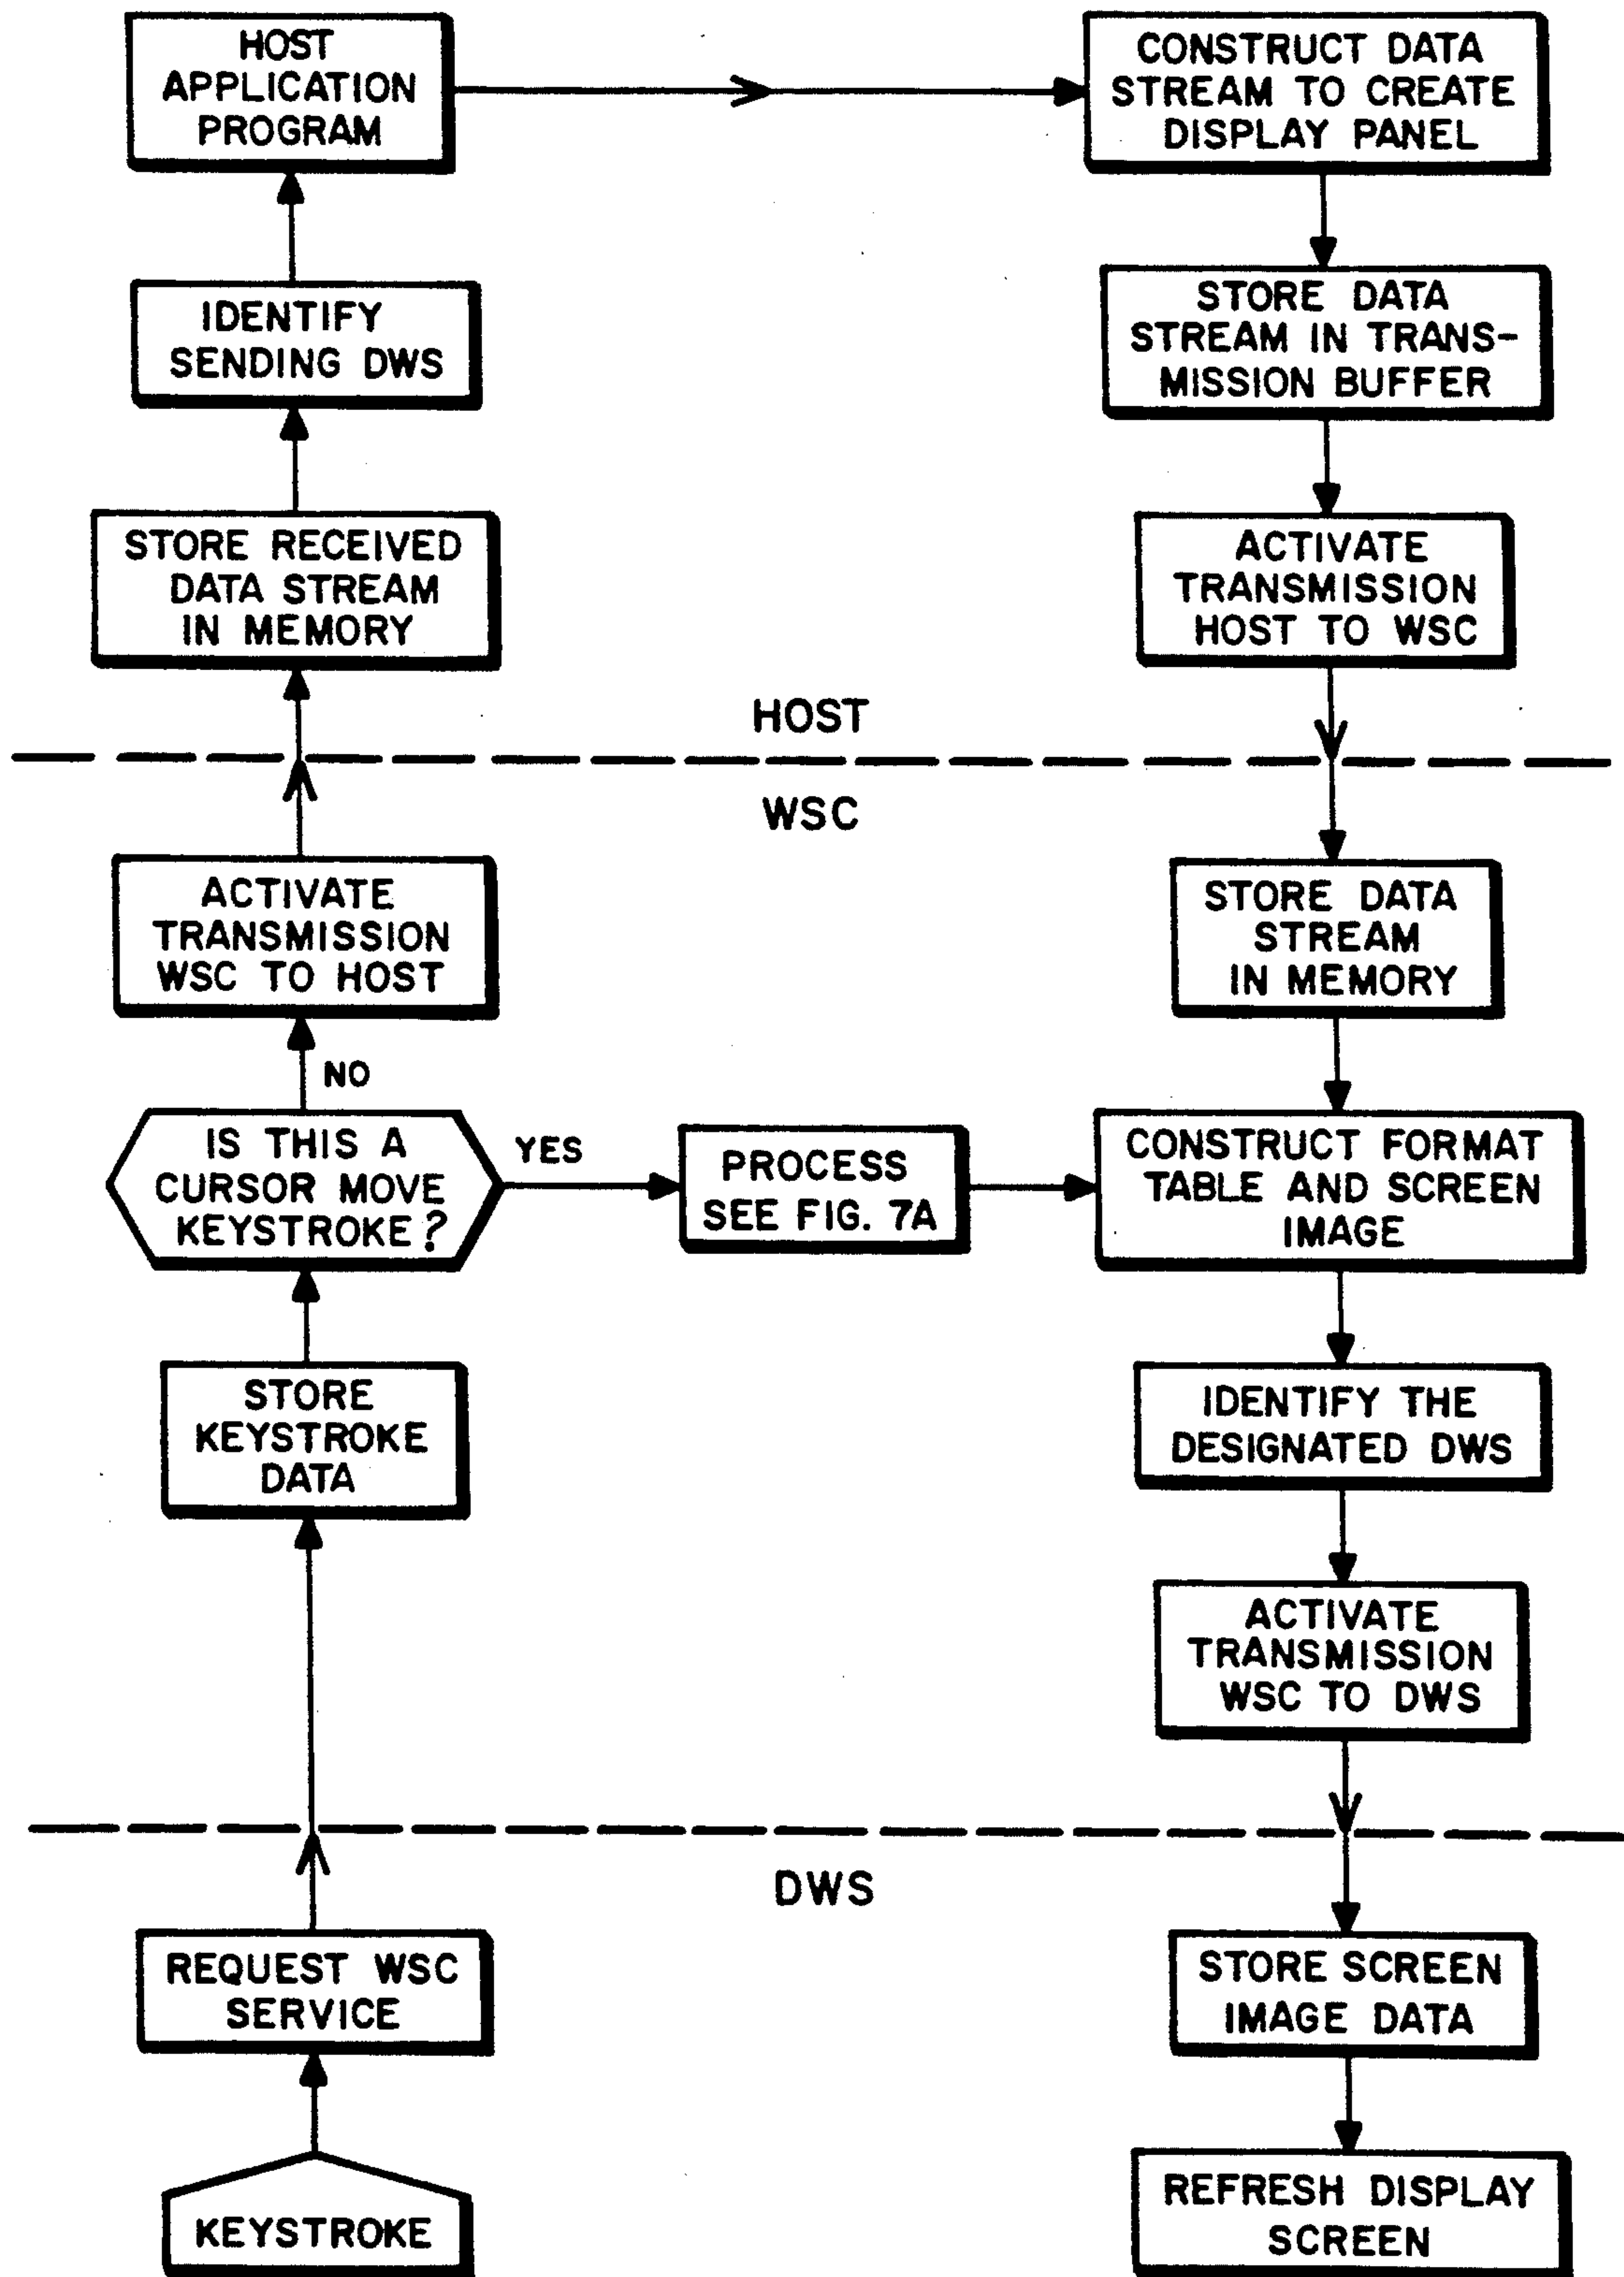 HOST
APPLICATION
PROGRAM
CONSTRUCT DATA
STREAM TO CREATE
DISPLAY PANEL
IDENTIFY
SENDING DWS
STORE DATA
STREAM IN TRANS-
MISSION BUFFER
STORE RECEIVED
DATA STREAM
IN MEMORY
ACTIVATE
TRANSMISSION
HOST TO WSC
HOST
WSC
ACTIVATE
TRANSMISSION
WSC TO HOST
STORE DATA
STREAM
IN MEMORY
NO
IS THIS A
CURSOR MOVE
KEYSTROKE?
YES
PROCESS
SEE FIG. 7A
CONSTRUCT FORMAT
TABLE AND SCREEN
IMAGE
STORE
KEYSTROKE
DATA
IDENTIFY THE
DESIGNATED DWS
ACTIVATE
TRANSMISSION
WSC TO DWS
DWS
REQUEST WSC
SERVICE
STORE SCREEN
IMAGE DATA
KEYSTROKE
REFRESH DISPLAY
SCREEN